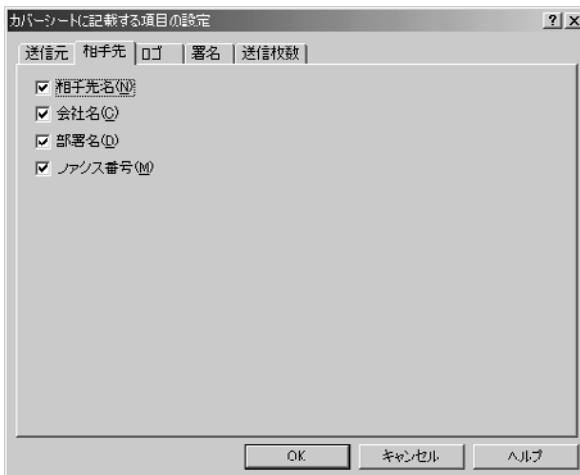 カバーシートに記載する項目の設定
送信元 相手先 ロゴ 署名 送信枚数
相手先名(N)
会社名(C)
部署名(D)
ファクス番号(M)
OK キャンセル ヘルプ